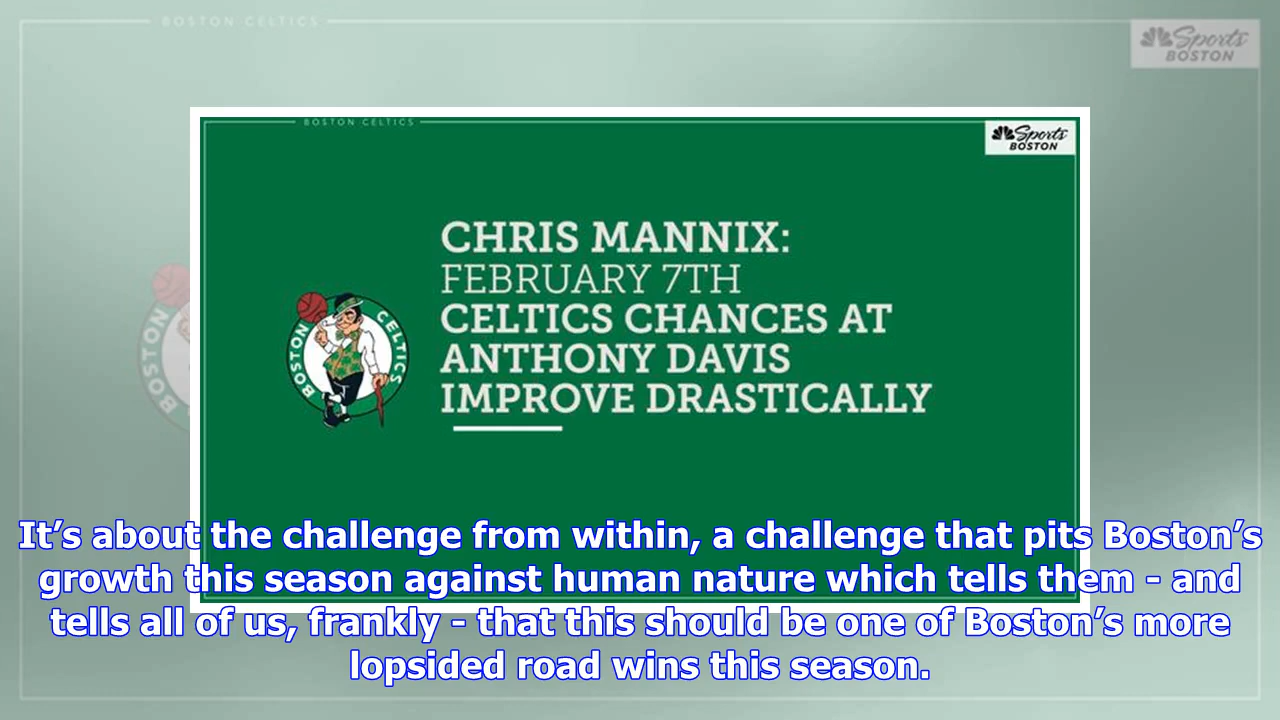 BOSTON CELTICS
Sports
BOSTON
BOSTON CELTICS
Sports
BOSTON
CHRIS MANNIX:
FEBRUARY 7TH
CELTICS CHANCES AT
ANTHONY DAVIS
IMPROVE DRASTICALLY
BOSTON
CELTICS
BOSTON
It’s about the challenge from within, a challenge that pits Boston’s
growth this season against human nature which tells them - and
tells all of us, frankly - that this should be one of Boston’s more
lopsided road wins this season.